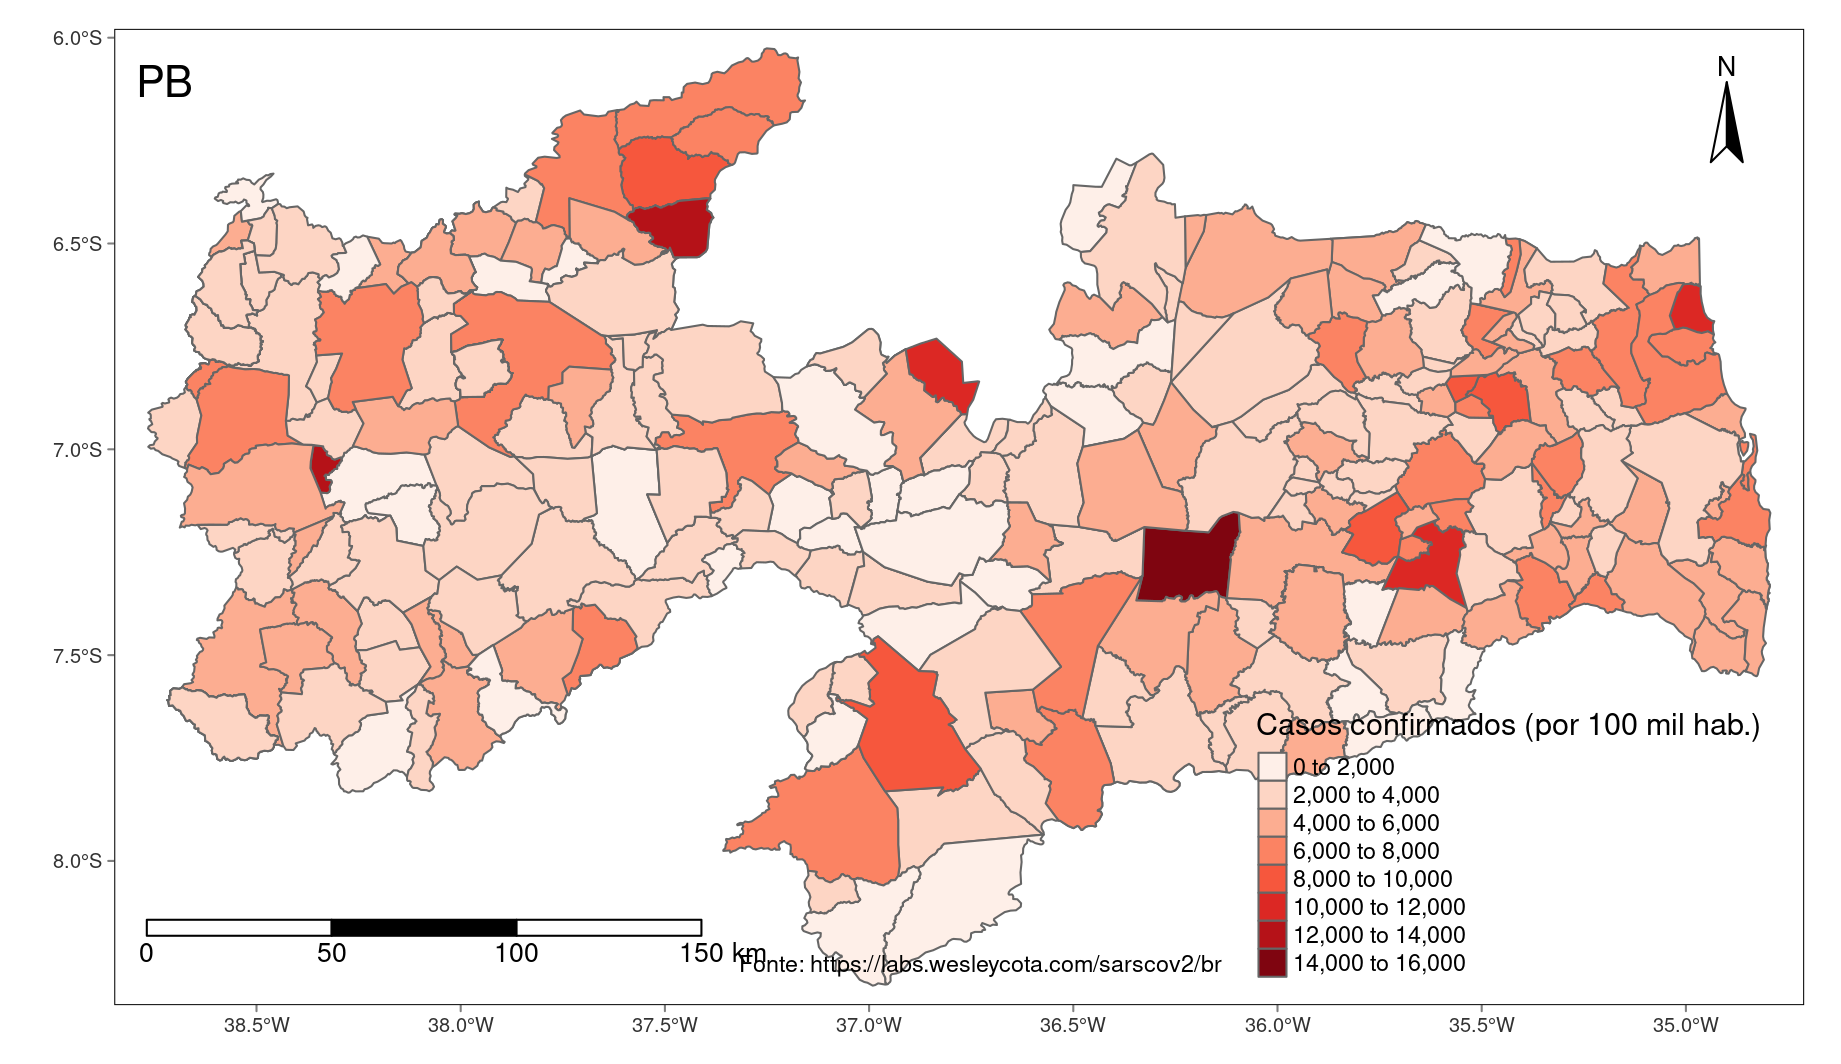 6.0°S
PB
N
6.5°S
7.0°S
7.5°S
Casos confirmados (por 100 mil hab.)
0 to 2,000
2,000 to 4,000
4,000 to 6,000
8.0°S
6,000 to 8,000
8,000 to 10,000
10,000 to 12,000
12,000 to 14,000
14,000 to 16,000
0 50 100 150 km
Fonte: https://labs.wesleycota.com/sarscov2/br
38.5°W 38.0°W 37.5°W 37.0°W 36.5°W 36.0°W 35.5°W 35.0°W